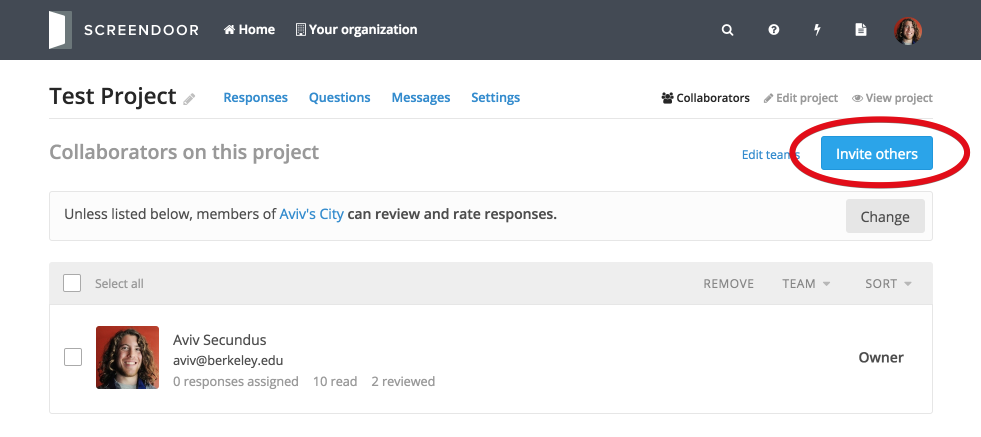 SCREENDOOR Home Your organization
Test Project Responses Questions Messages Settings Collaborators Edit project View project
Collaborators on this project Edit teams Invite others
Unless listed below, members of Aviv's City can review and rate responses. Change
Select all REMOVE TEAM SORT
Aviv Secundus
aviv@berkeley.edu
Owner
0 responses assigned 10 read 2 reviewed